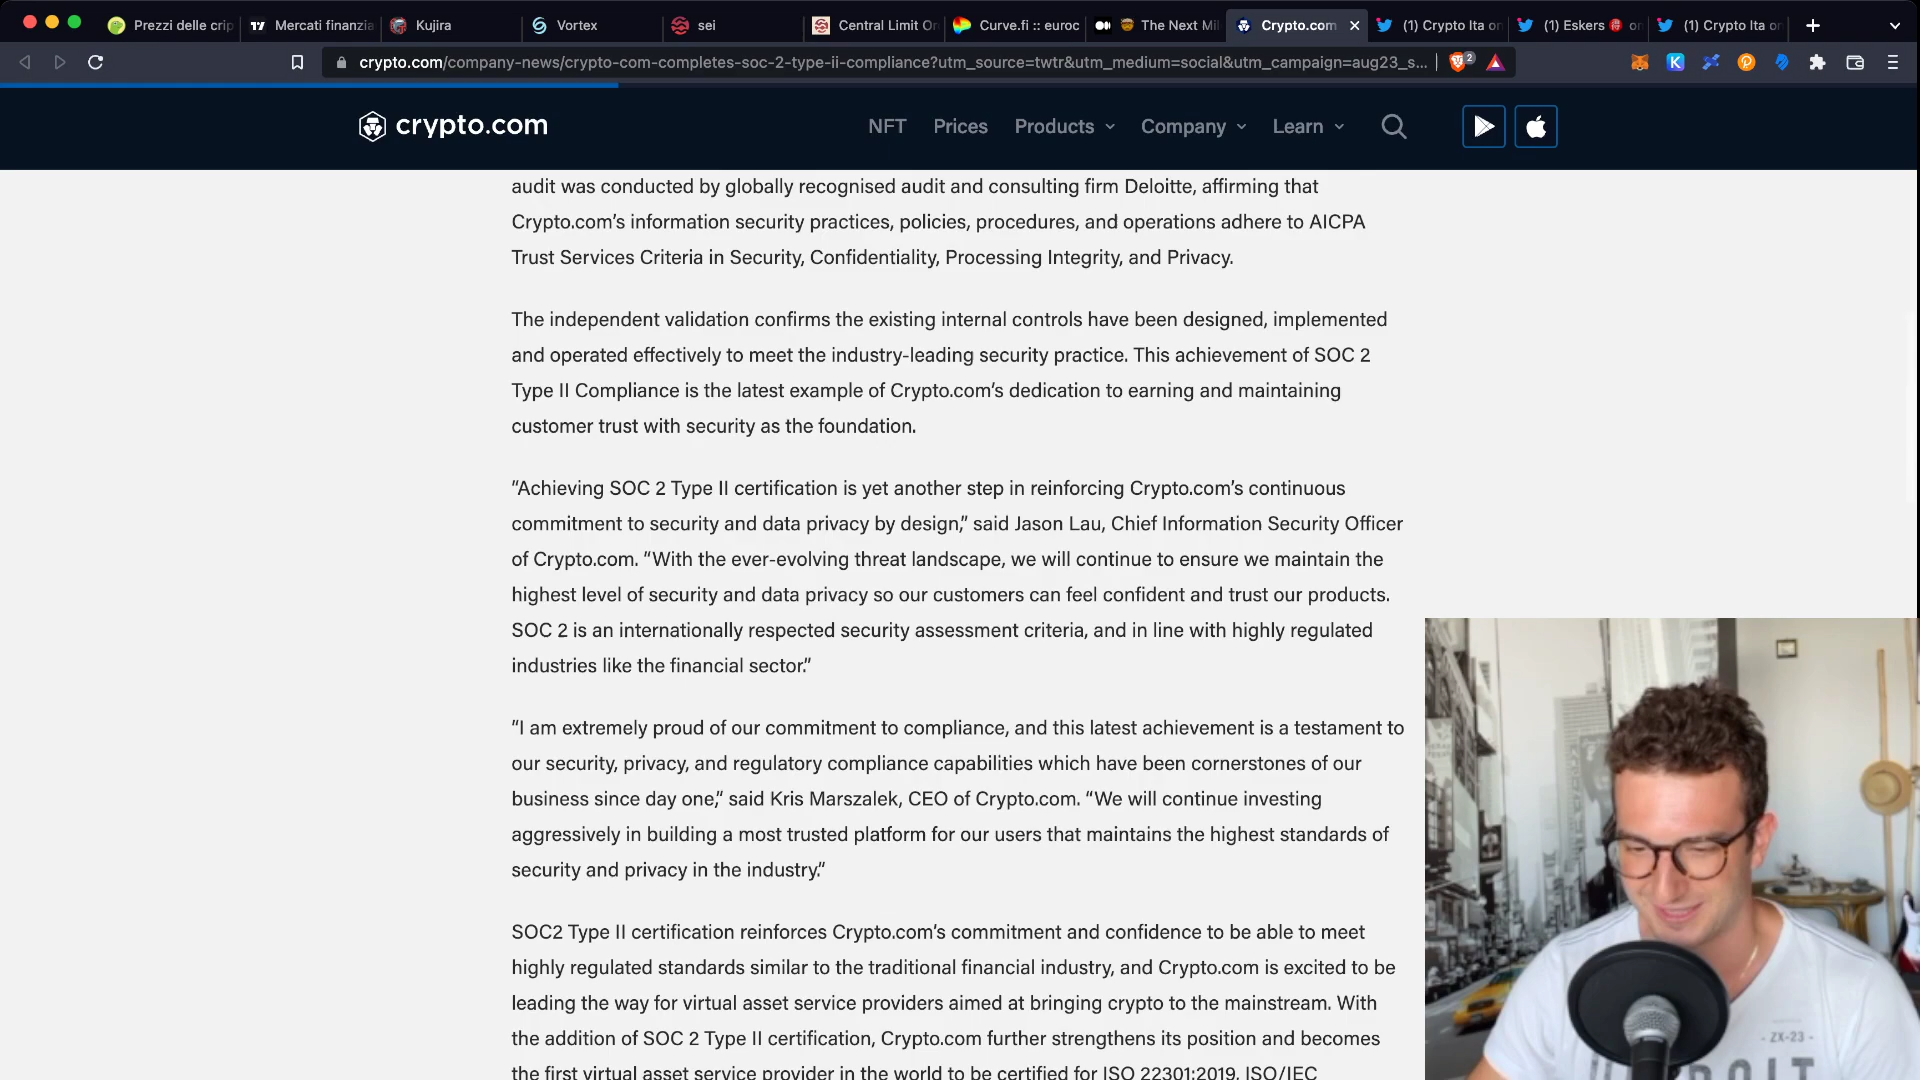 Prezzi delle crip
Mercati finanzia
Kujira
Vortex
sei
Central Limit Or
Curve.fi :: euroc
The Next Mil
Crypto.com
(1) Crypto Ita on
(1) Eskers on
(1) Crypto Ita on
crypto.com/company-news/crypto-com-completes-soc-2-type-ii-compliance?utm_source=twtr&utm_medium=social&utm_campaign=aug23_s...
2
crypto.com
NFT Prices Products Company Learn
audit was conducted by globally recognised audit and consulting firm Deloitte, affirming that
Crypto.com’s information security practices, policies, procedures, and operations adhere to AICPA
Trust Services Criteria in Security, Confidentiality, Processing Integrity, and Privacy.
The independent validation confirms the existing internal controls have been designed, implemented
and operated effectively to meet the industry-leading security practice. This achievement of SOC 2
Type II Compliance is the latest example of Crypto.com’s dedication to earning and maintaining
customer trust with security as the foundation.
“Achieving SOC 2 Type II certification is yet another step in reinforcing Crypto.com’s continuous
commitment to security and data privacy by design,” said Jason Lau, Chief Information Security Officer
of Crypto.com. “With the ever-evolving threat landscape, we will continue to ensure we maintain the
highest level of security and data privacy so our customers can feel confident and trust our products.
SOC 2 is an internationally respected security assessment criteria, and in line with highly regulated
industries like the financial sector.”
“I am extremely proud of our commitment to compliance, and this latest achievement is a testament to
our security, privacy, and regulatory compliance capabilities which have been cornerstones of our
business since day one,” said Kris Marszalek, CEO of Crypto.com. “We will continue investing
aggressively in building a most trusted platform for our users that maintains the highest standards of
security and privacy in the industry.”
SOC2 Type II certification reinforces Crypto.com’s commitment and confidence to be able to meet
highly regulated standards similar to the traditional financial industry, and Crypto.com is excited to be
leading the way for virtual asset service providers aimed at bringing crypto to the mainstream. With
the addition of SOC 2 Type II certification, Crypto.com further strengthens its position and becomes
the first virtual asset service provider in the world to be certified for ISO 22301:2019, ISO/IEC
- ZX-23 -